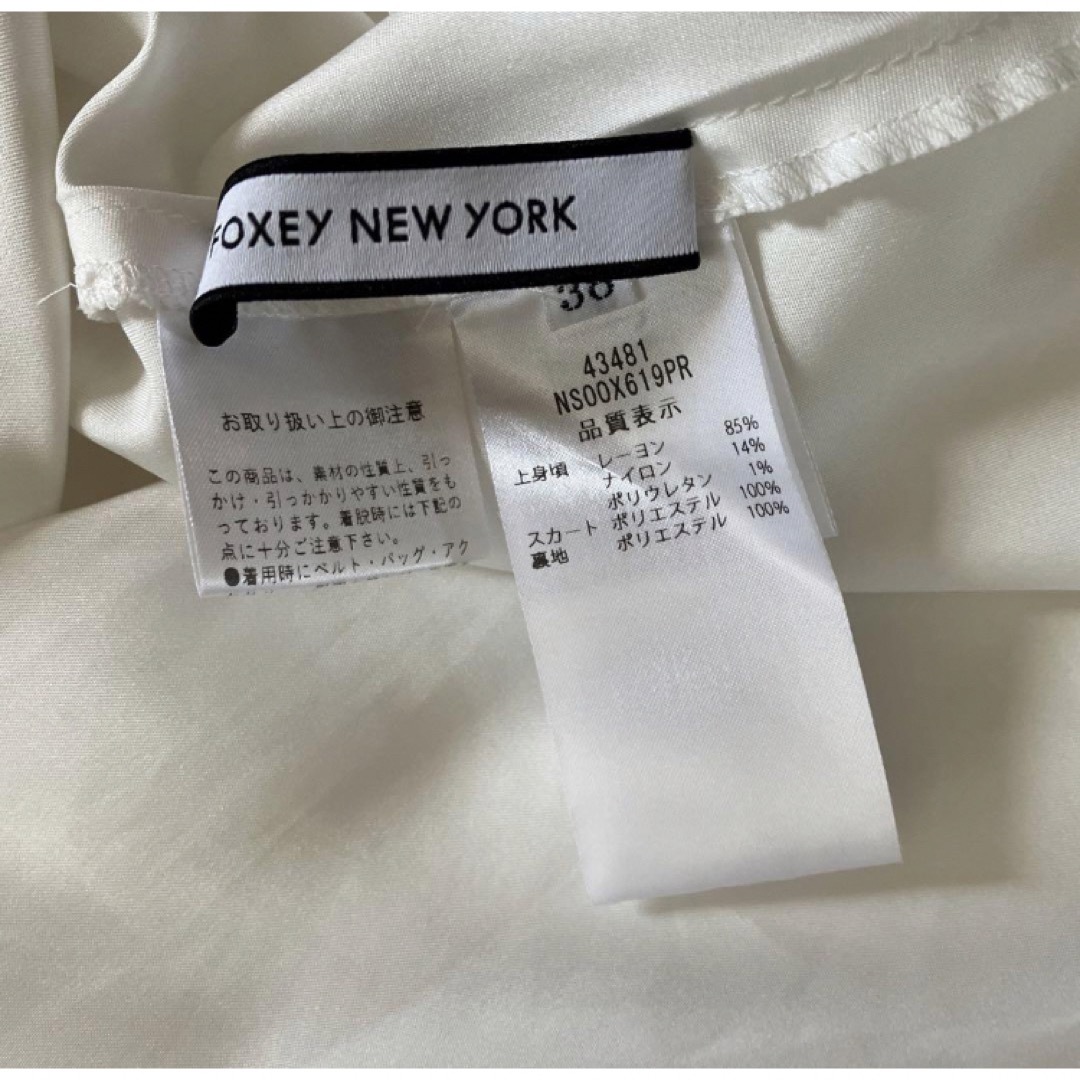 FOXEY NEW YORK
お取り扱い上の御注意
この商品は、素材の性質上、引っ
かけ・引っかかりやすい性質をも
っております。着脱時には下記の
点に十分ご注意下さい。
●着用時にベルト・バッグ・アク
38
43481
NS00X619PR
品質表示
上身頃 レーヨン 85%
ナイロン 14%
ポリウレタン 1%
スカート ポリエステル 100%
裏地 ポリエステル 100%